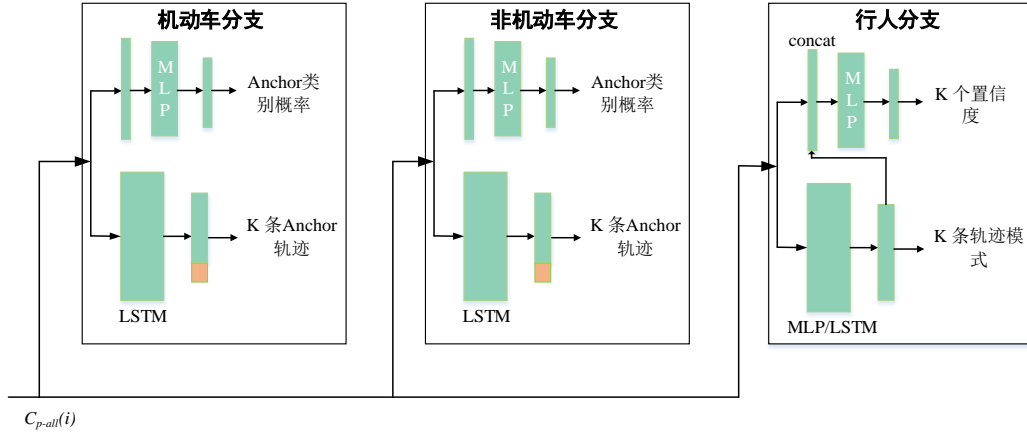 机动车分支
M
L
P
Anchor类
别概率
K 条Anchor
轨迹
LSTM
非机动车分支
M
L
P
Anchor类
别概率
K 条Anchor
轨迹
LSTM
行人分支
concat
M
L
P
K 个置信
度
K 条轨迹模
式
MLP/LSTM
C_{p-all}(i)